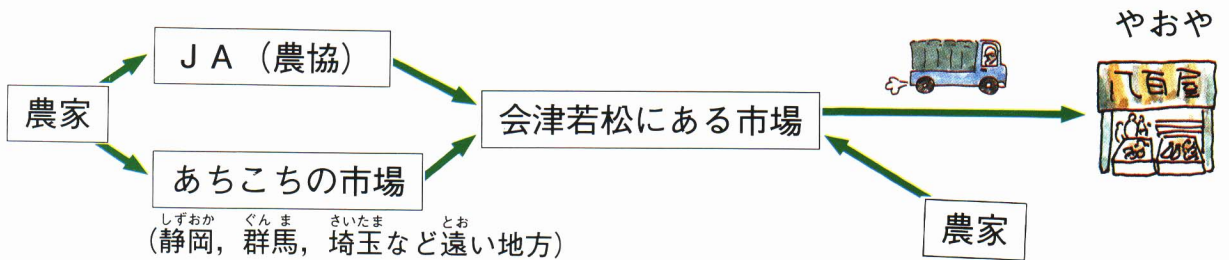 やおや
八百屋
JA(農協)
農家
会津若松にある市場
あちこちの市場
しずおか ぐんま さいたま とお
(静岡,群馬,埼玉など遠い地方)
農家